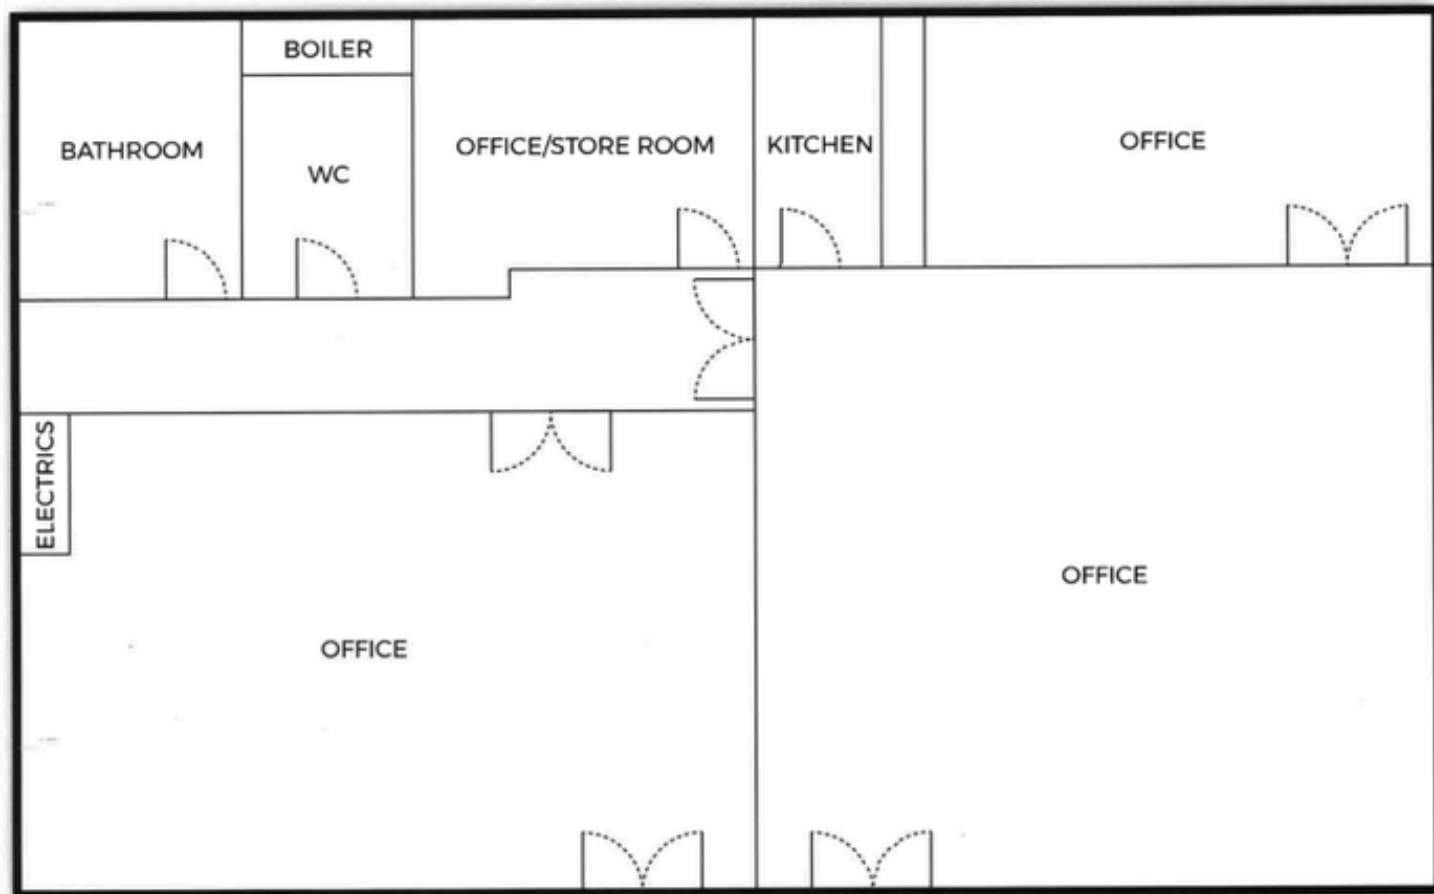 BOILER
BATHROOM
WC
OFFICE/STORE ROOM
KITCHEN
OFFICE
ELECTRICS
OFFICE
OFFICE